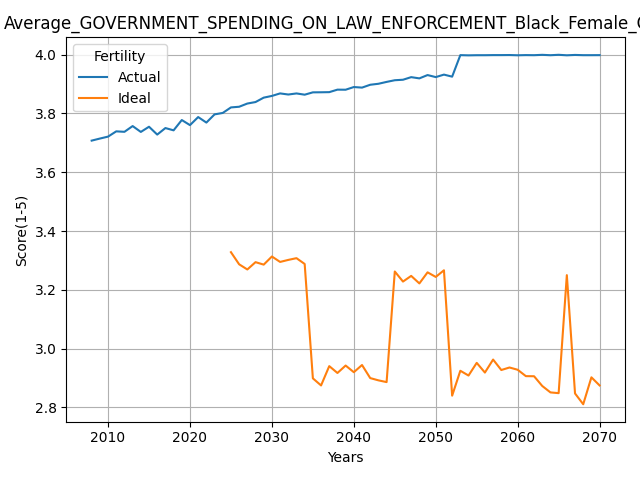 Average_GOVERNMENT_SPENDING_ON_LAW_ENFORCEMENT_Black_Female_
Fertility
Actual
Ideal
4.0
3.8
3.6
3.4
3.2
3.0
2.8
Score(1-5)
2010 2020 2030 2040 2050 2060 2070
Years